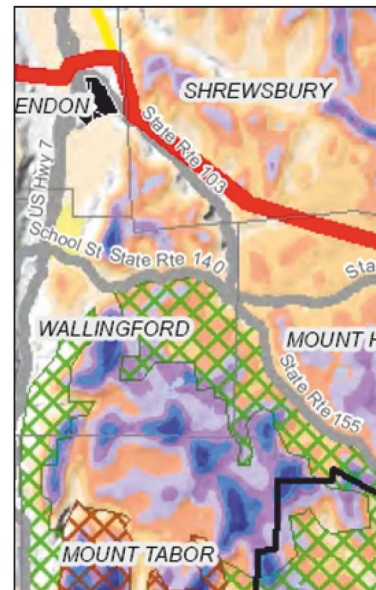 SHREWSBURY
ENDON
State Rte 103
US Hwy 7
School St State Rte 140
Sta
WALLINGFORD
MOUNT H
State Rte 155
MOUNT TABOR